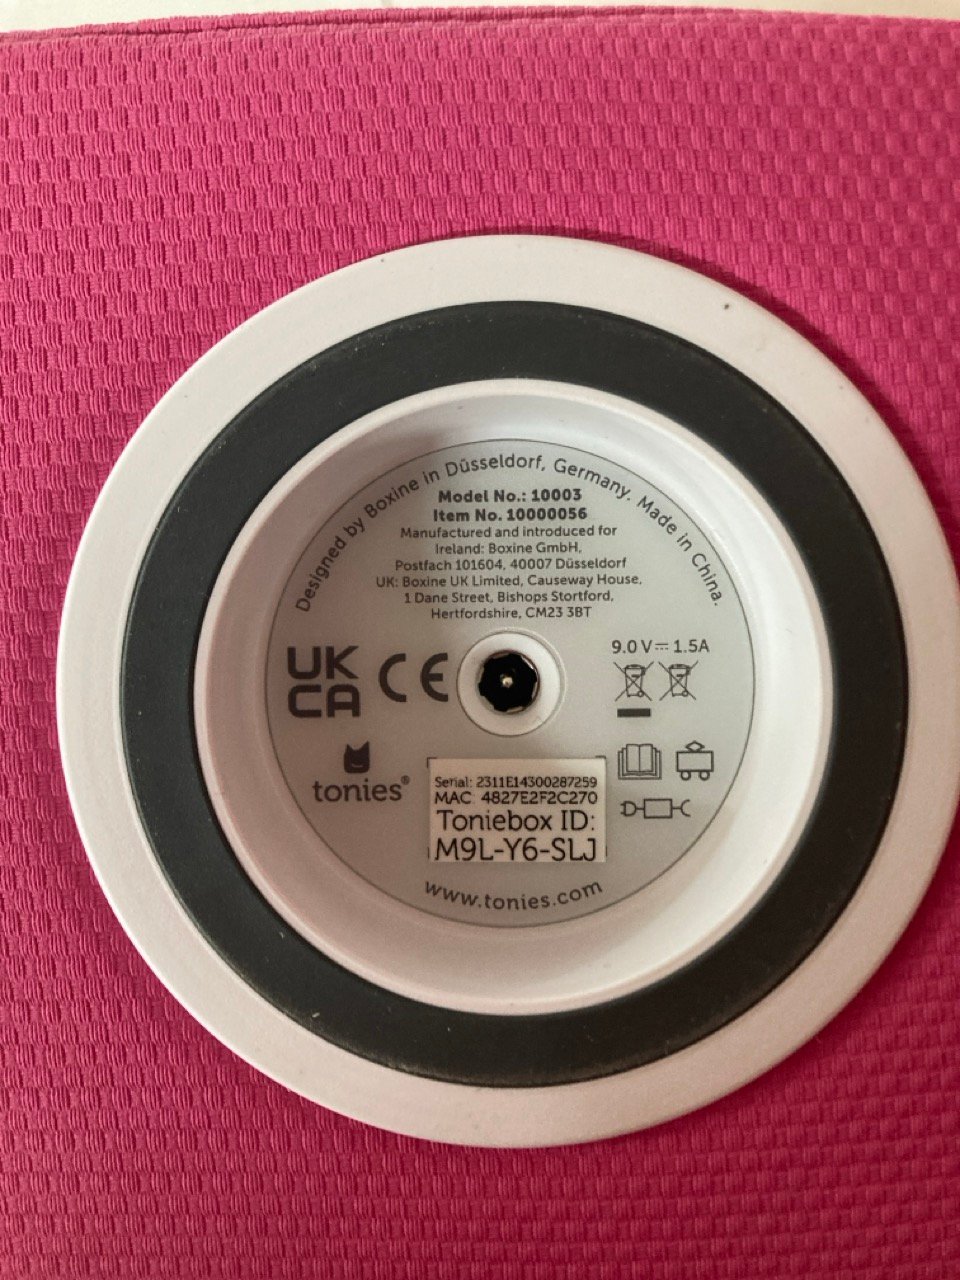 Designed by Boxine in Düsseldorf, Germany. Made in China.
Model No.: 10003
Item No. 10000056
Manufactured and introduced for
Ireland: Boxine GmbH,
Postfach 101604, 40007 Düsseldorf
UK: Boxine UK Limited, Causeway House,
1 Dane Street, Bishops Stortford,
Hertfordshire, CM23 3BT
9.0 V⎓1.5A
UK
CA
CE
tonies®
Serial: 2311E14300287259
MAC: 4827E2F2C270
Toniebox ID:
M9L-Y6-SLJ
www.tonies.com